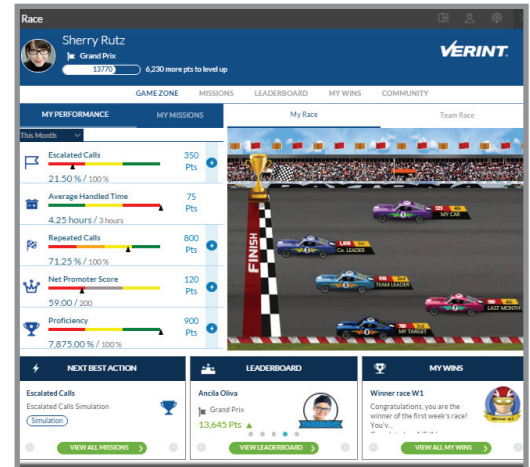 Race
Sherry Rutz
Grand Prix
13770
6,230 more pts to level up
VERINT.
GAME ZONE MISSIONS LEADERBOARD MY WINS COMMUNITY
MY PERFORMANCE MY MISSIONS My Race Team Race
This Month
Escalated Calls 350 Pts
21.50 % / 100 %
Average Handled Time 75 Pts
4.25 hours / 3 hours
Repeated Calls 800 Pts
71.25 % / 100 %
Net Promoter Score 120 Pts
59.00 / 200
Proficiency 900 Pts
7,875.00 % / 100 %
FINISH
MY CAR
Co. LEADER
TEAM LEADER
LAST MONTH
MY TARGET
NEXT BEST ACTION
Escalated Calls
Escalated Calls Simulation
Simulation
VIEW ALL MISSIONS
LEADERBOARD
Ancila Oliva
Grand Prix
13,645 Pts
VIEW LEADERBOARD
MY WINS
Winner race W1
Congratulations, you are the
winner of the first week's race!
You'v...
Winner w1
VIEW ALL MY WINS